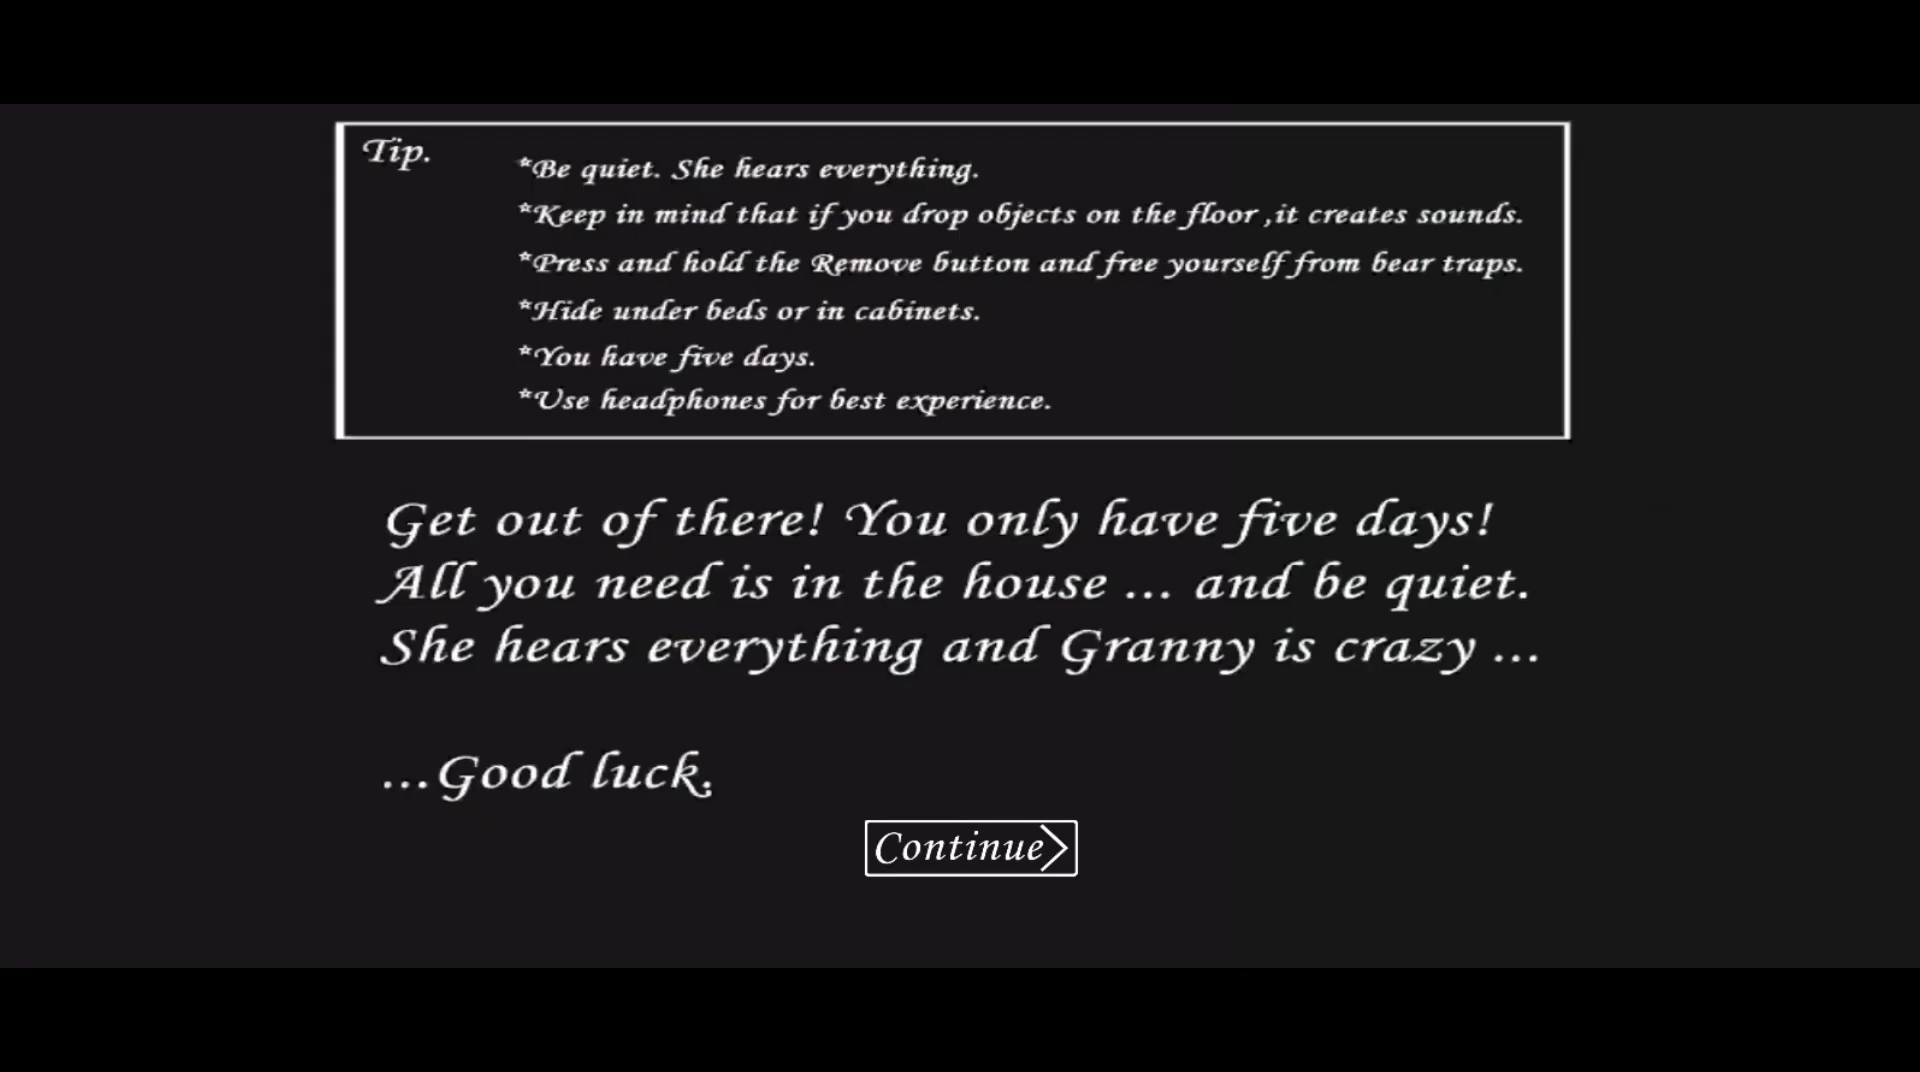 Tip.
*Be quiet. She hears everything.
*Keep in mind that if you drop objects on the floor ,it creates sounds.
*Press and hold the Remove button and free yourself from bear traps.
*Hide under beds or in cabinets.
*You have five days.
*Use headphones for best experience.
Get out of there! You only have five days!
All you need is in the house ... and be quiet.
She hears everything and Granny is crazy ...
...Good luck.
Continue>